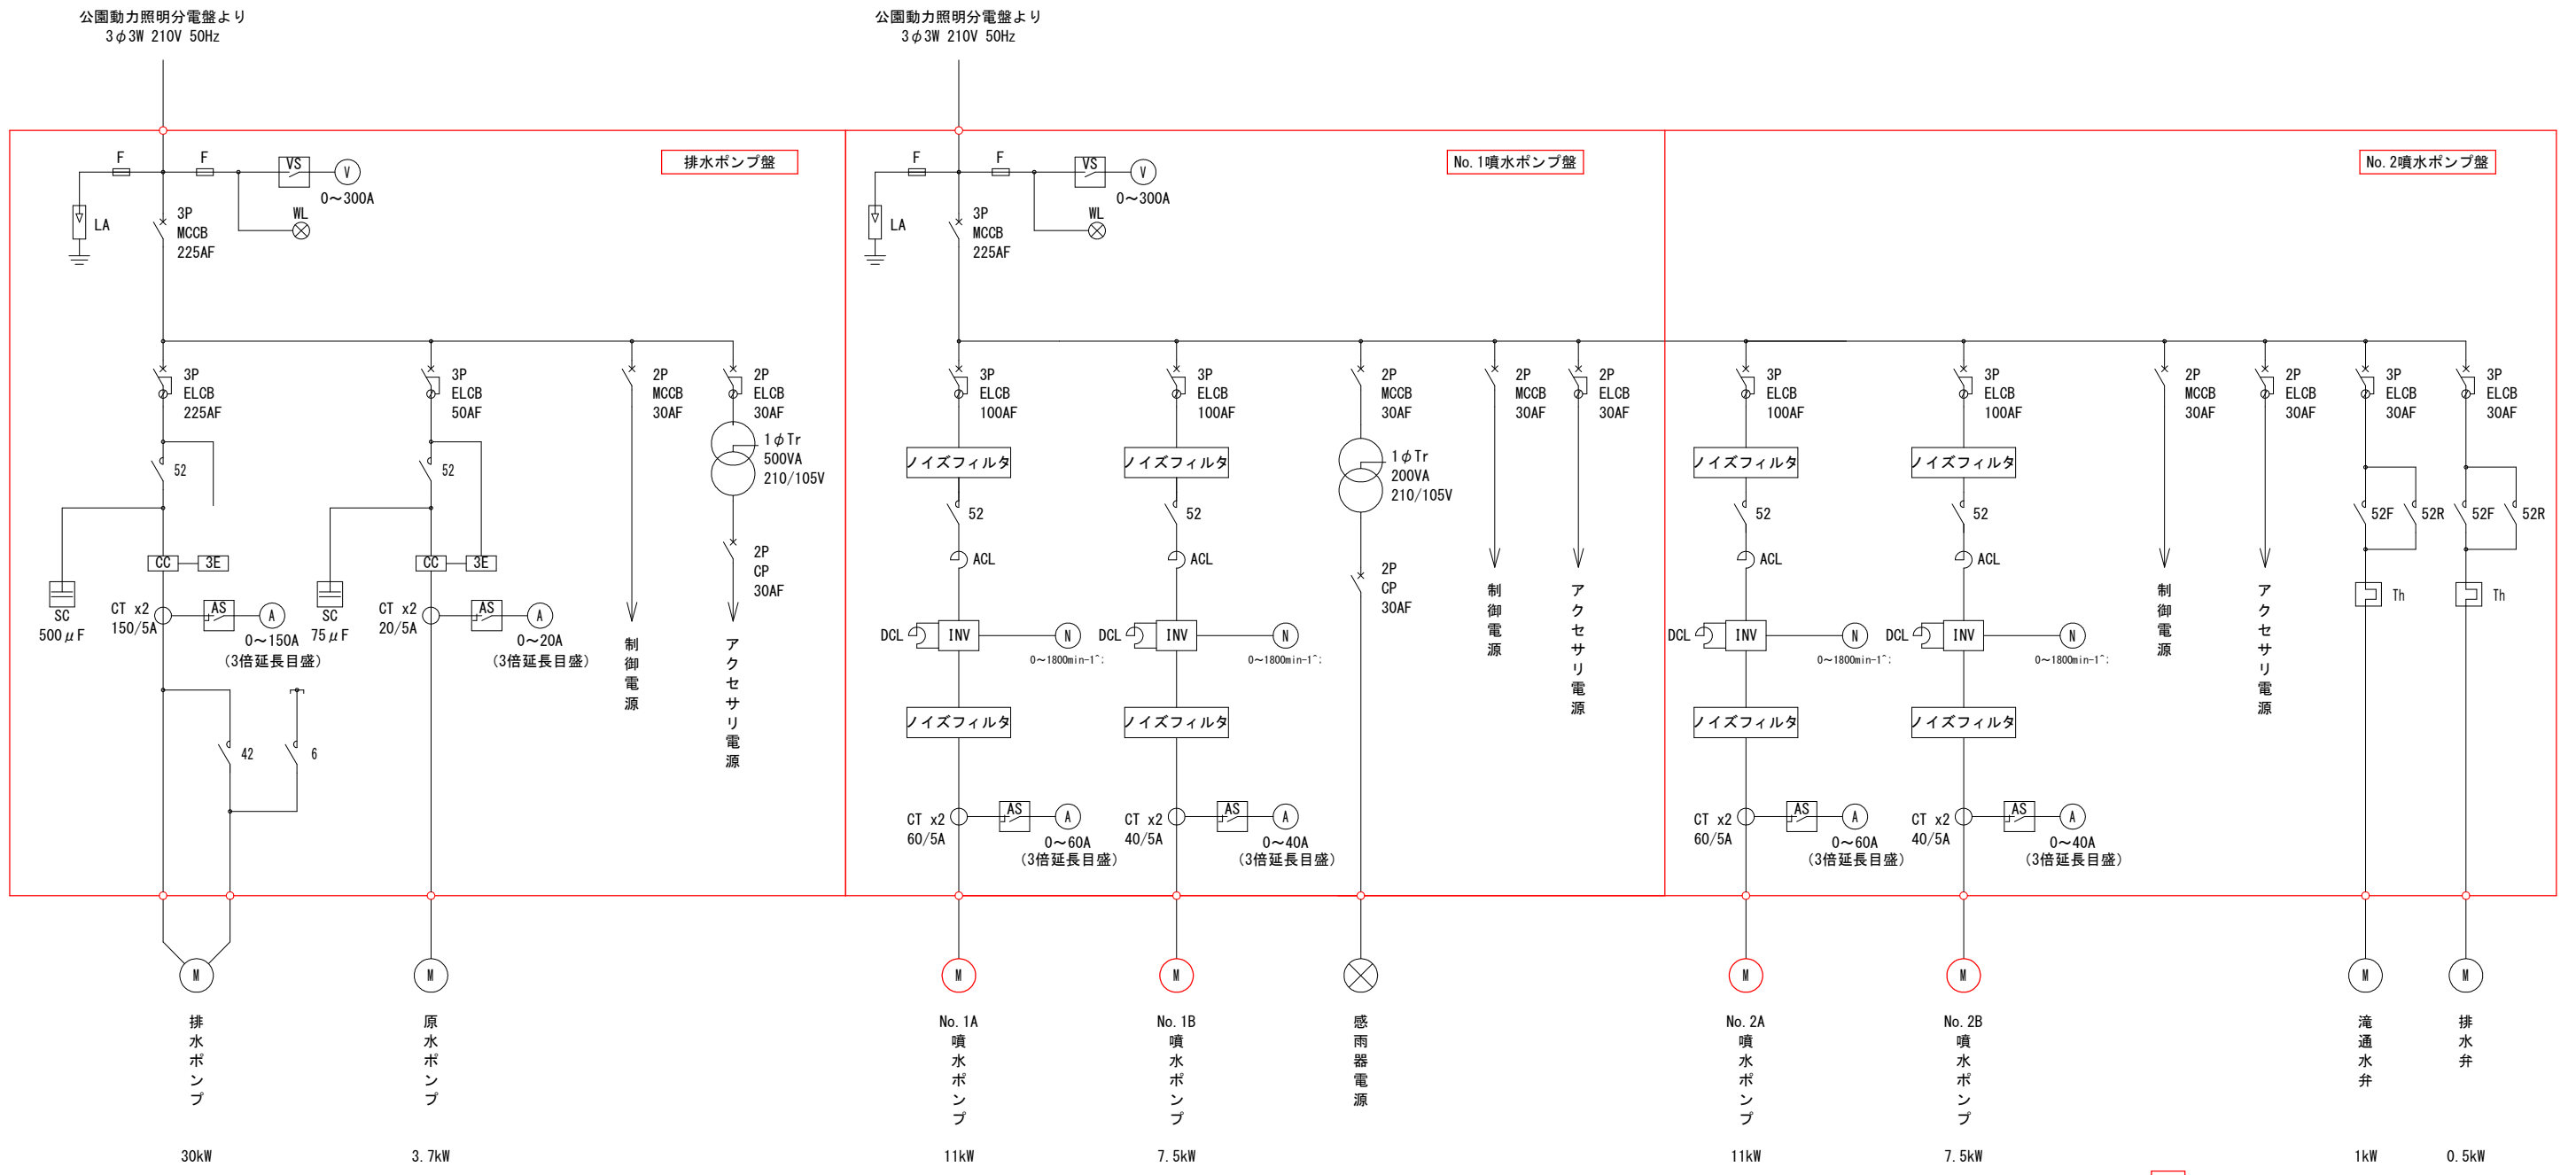 公園動力照明分電盤より
3φ3W 210V 50Hz
公園動力照明分電盤より
3φ3W 210V 50Hz
排水ポンプ盤
F
F
VS
V
0～300A
WL
LA
3P
MCCB
225AF
3P
ELCB
225AF
52
SC
500μF
CC
3E
CT x2
150/5A
AS
A
0～150A
(3倍延長目盛)
42
6
3P
ELCB
50AF
52
SC
75μF
CC
3E
CT x2
20/5A
AS
A
0～20A
(3倍延長目盛)
2P
MCCB
30AF
制御電源
2P
ELCB
30AF
1φTr
500VA
210/105V
2P
CP
30AF
アクセサリ電源
No.1噴水ポンプ盤
F
F
VS
V
0～300A
WL
LA
3P
MCCB
225AF
3P
ELCB
100AF
ノイズフィルタ
52
ACL
DCL
INV
N
0～1800min-1^;
ノイズフィルタ
CT x2
60/5A
AS
A
0～60A
(3倍延長目盛)
3P
ELCB
100AF
ノイズフィルタ
52
ACL
DCL
INV
N
0～1800min-1^;
ノイズフィルタ
CT x2
40/5A
AS
A
0～40A
(3倍延長目盛)
2P
MCCB
30AF
1φTr
200VA
210/105V
2P
CP
30AF
2P
MCCB
30AF
制御電源
2P
ELCB
30AF
アクセサリ電源
No.2噴水ポンプ盤
3P
ELCB
100AF
ノイズフィルタ
52
ACL
DCL
INV
N
0～1800min-1^;
ノイズフィルタ
CT x2
60/5A
AS
A
0～60A
(3倍延長目盛)
3P
ELCB
100AF
ノイズフィルタ
52
ACL
DCL
INV
N
0～1800min-1^;
ノイズフィルタ
CT x2
40/5A
AS
A
0～40A
(3倍延長目盛)
2P
MCCB
30AF
制御電源
2P
ELCB
30AF
アクセサリ電源
3P
ELCB
30AF
52F
52R
Th
3P
ELCB
30AF
52F
52R
Th
M
排水ポンプ
30kW
M
原水ポンプ
3.7kW
M
No.1A
噴水ポンプ
11kW
M
No.1B
噴水ポンプ
7.5kW
感雨器電源
M
No.2A
噴水ポンプ
11kW
M
No.2B
噴水ポンプ
7.5kW
M
滝通水弁
1kW
M
排水弁
0.5kW